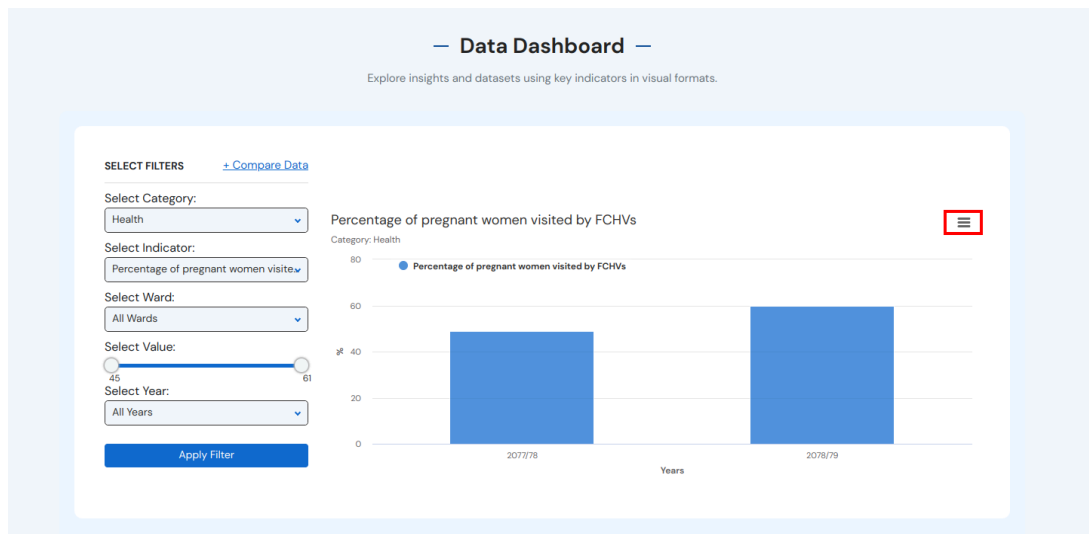 — Data Dashboard —
Explore insights and datasets using key indicators in visual formats.
SELECT FILTERS
+ Compare Data
Select Category:
Health
Select Indicator:
Percentage of pregnant women visite
Select Ward:
All Wards
Select Value:
45
61
Select Year:
All Years
Apply Filter
Percentage of pregnant women visited by FCHVs
Category: Health
Percentage of pregnant women visited by FCHVs
80
60
40
20
0
%
2077/78
2078/79
Years